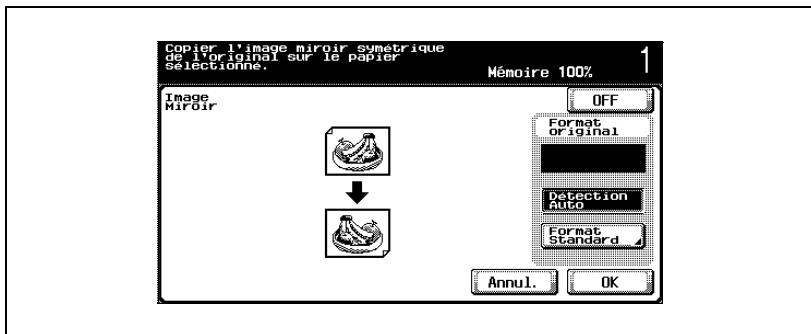 Copier l'image miroir symétrique
de l'original sur le papier
sélectionné.
Mémoire 100%
1
Image
Miroir
OFF
Format
original
Détection
Auto
Format
Standard
Annul.
OK